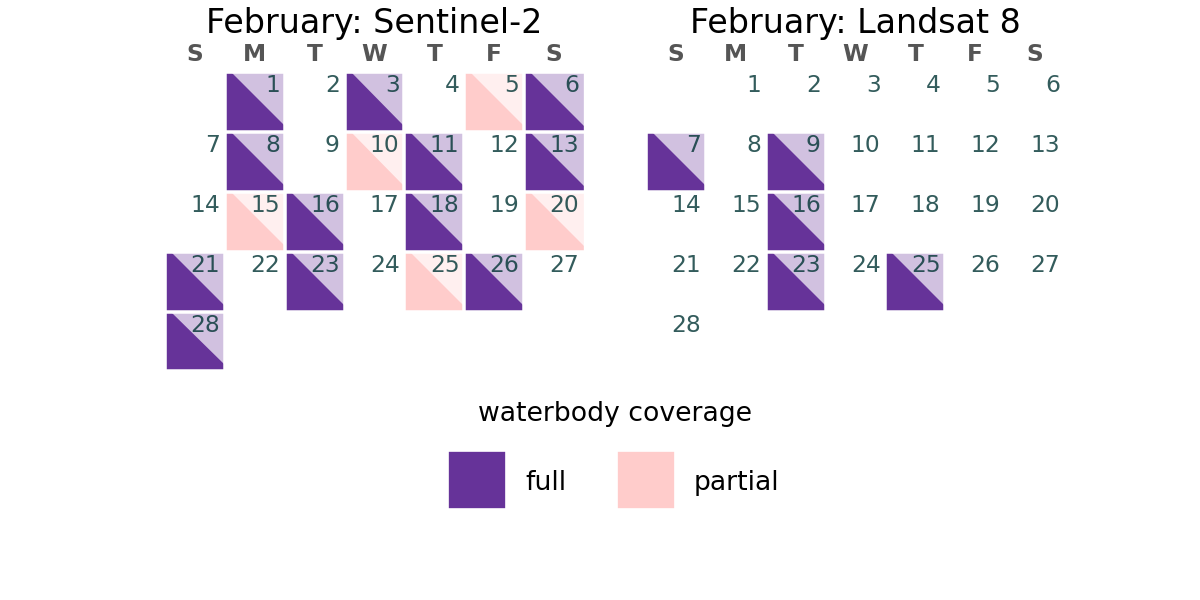 February: Sentinel-2
S M T W T F S
1 2 3 4 5 6
7 8 9 10 11 12 13
14 15 16 17 18 19 20
21 22 23 24 25 26 27
28
February: Landsat 8
S M T W T F S
1 2 3 4 5 6
7 8 9 10 11 12 13
14 15 16 17 18 19 20
21 22 23 24 25 26 27
28
waterbody coverage
full
partial